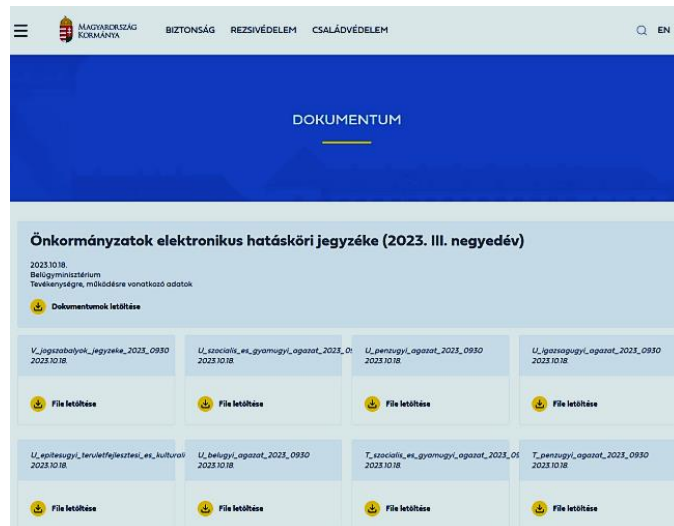 MAGYARORSZÁG
KORMÁNYA
BIZTONSÁG REZSIVÉDELEM CSALÁDVÉDELEM
EN
DOKUMENTUM
Önkormányzatok elektronikus hatásköri jegyzéke (2023. III. negyedév)
2023.10.18.
Belügyminisztérium
Tevékenységre, működésre vonatkozó adatok
Dokumentumok letöltése
V_jogszabalyok_jegyzeke_2023_0930
2023.10.18.
File letöltése
U_szocialis_es_gyamugyi_agazat_2023_0
2023.10.18.
File letöltése
U_penzugyi_agazat_2023_0930
2023.10.18.
File letöltése
U_igazsagugyi_agazat_2023_0930
2023.10.18.
File letöltése
U_epitesugyi_teruletfejlesztesi_es_kulturali
2023.10.18.
File letöltése
U_belugyi_agazat_2023_0930
2023.10.18.
File letöltése
T_szocialis_es_gyamugyi_agazat_2023_0
2023.10.18.
File letöltése
T_penzugyi_agazat_2023_0930
2023.10.18.
File letöltése